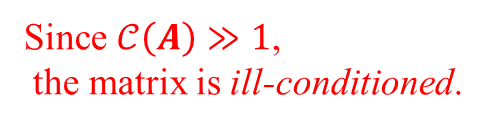 Since 𝒞(𝑨) ≫ 1,
the matrix is ill-conditioned.